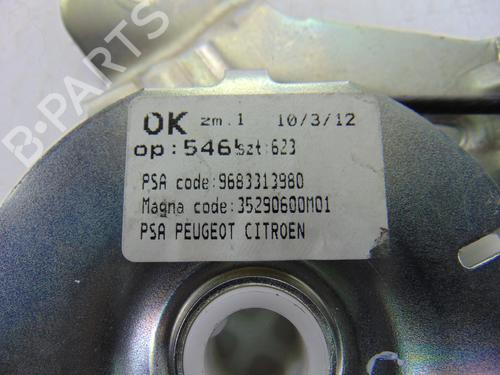 OK zm.1 10/3/12
op:5465 szt:623
PSA code:9683313980
Magna code:35290600M01
PSA PEUGEOT CITROEN
B-PARTS